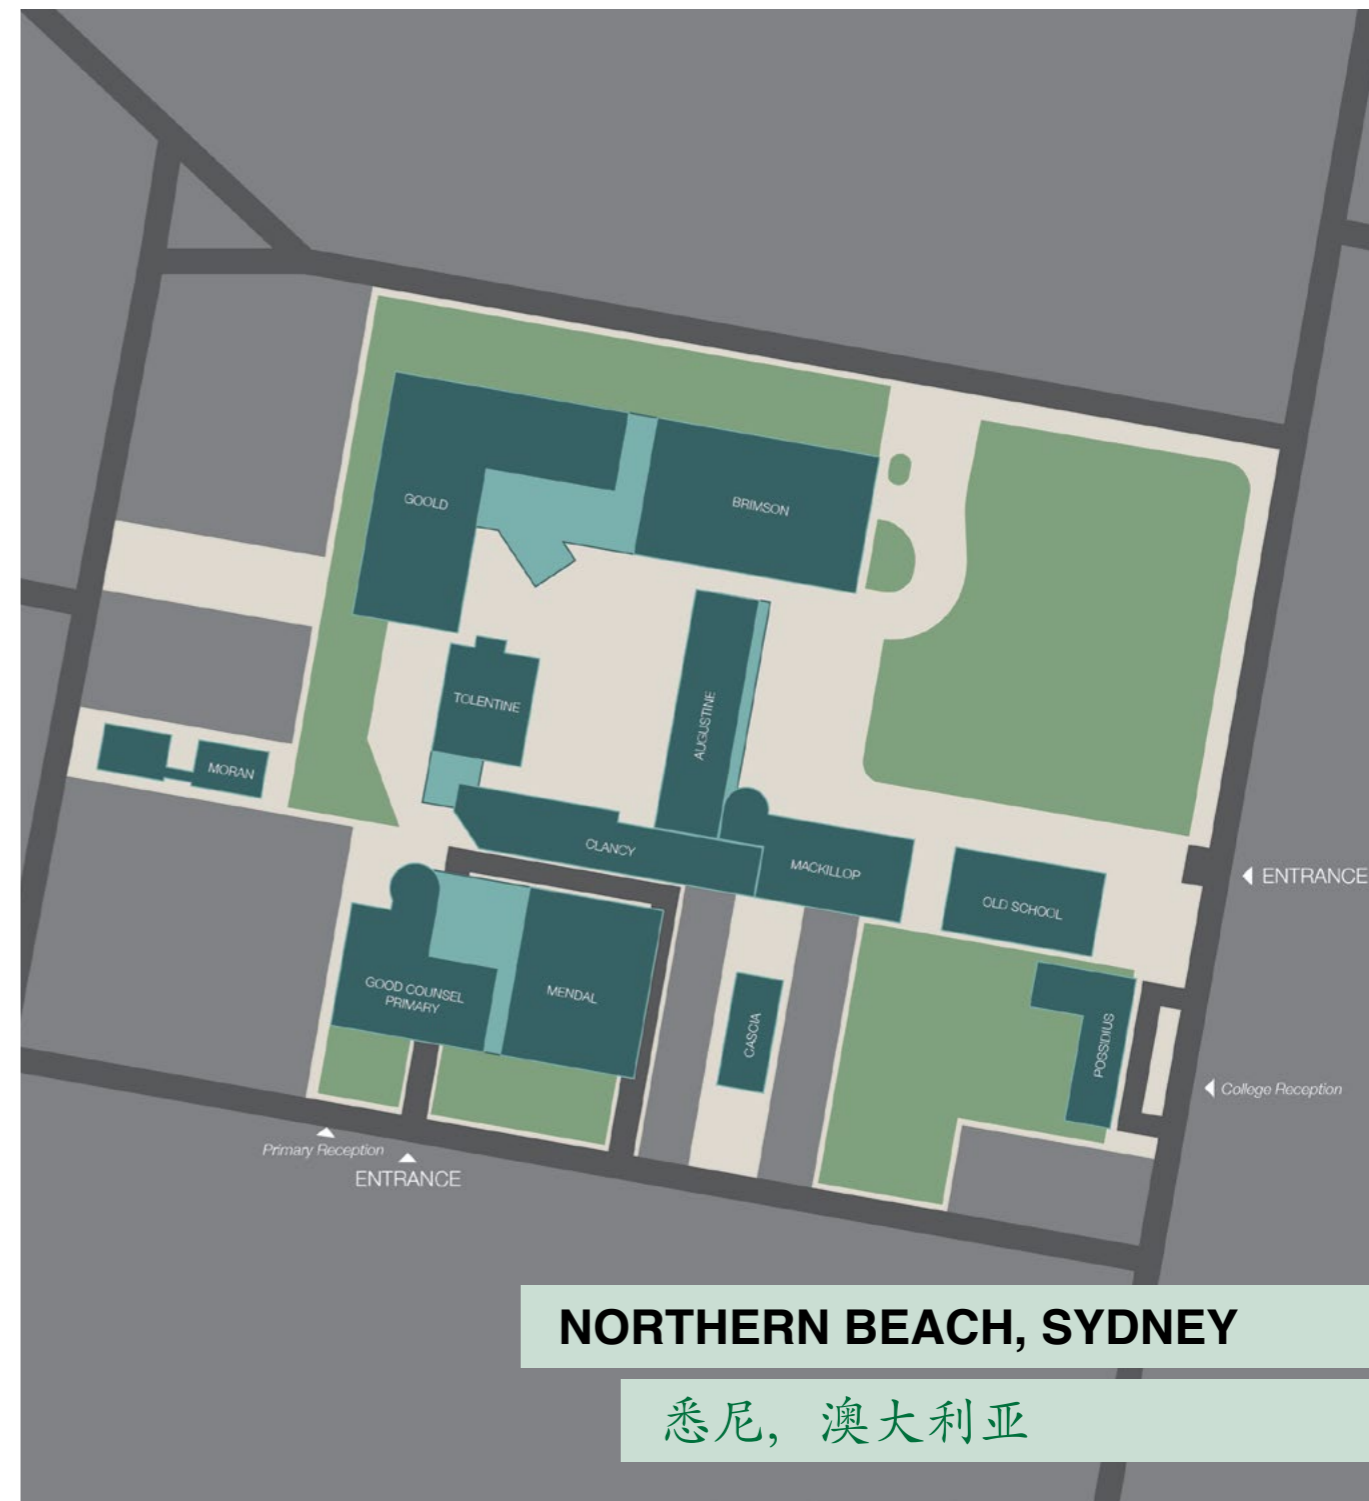 GOOLD
BRIMSON
TOLENTINE
AUGUSTINE
MORAN
CLANCY
MACKILLOP
OLD SCHOOL
ENTRANCE
GOOD COUNSEL
PRIMARY
MENDAL
CASCIA
POSSIDIUS
College Reception
Primary Reception
ENTRANCE
NORTHERN BEACH, SYDNEY
悉尼，澳大利亚